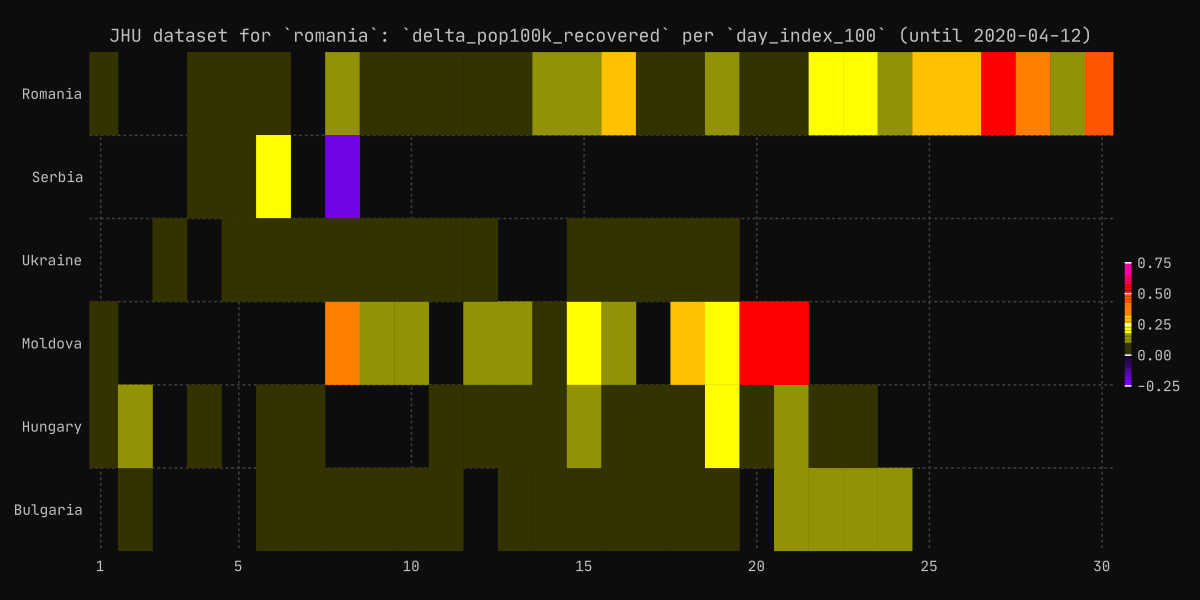 JHU dataset for `romania`: `delta_pop100k_recovered` per `day_index_100` (until 2020-04-12)
Romania
Serbia
Ukraine
Moldova
Hungary
Bulgaria
1 5 10 15 20 25 30
0.75
0.50
0.25
0.00
-0.25